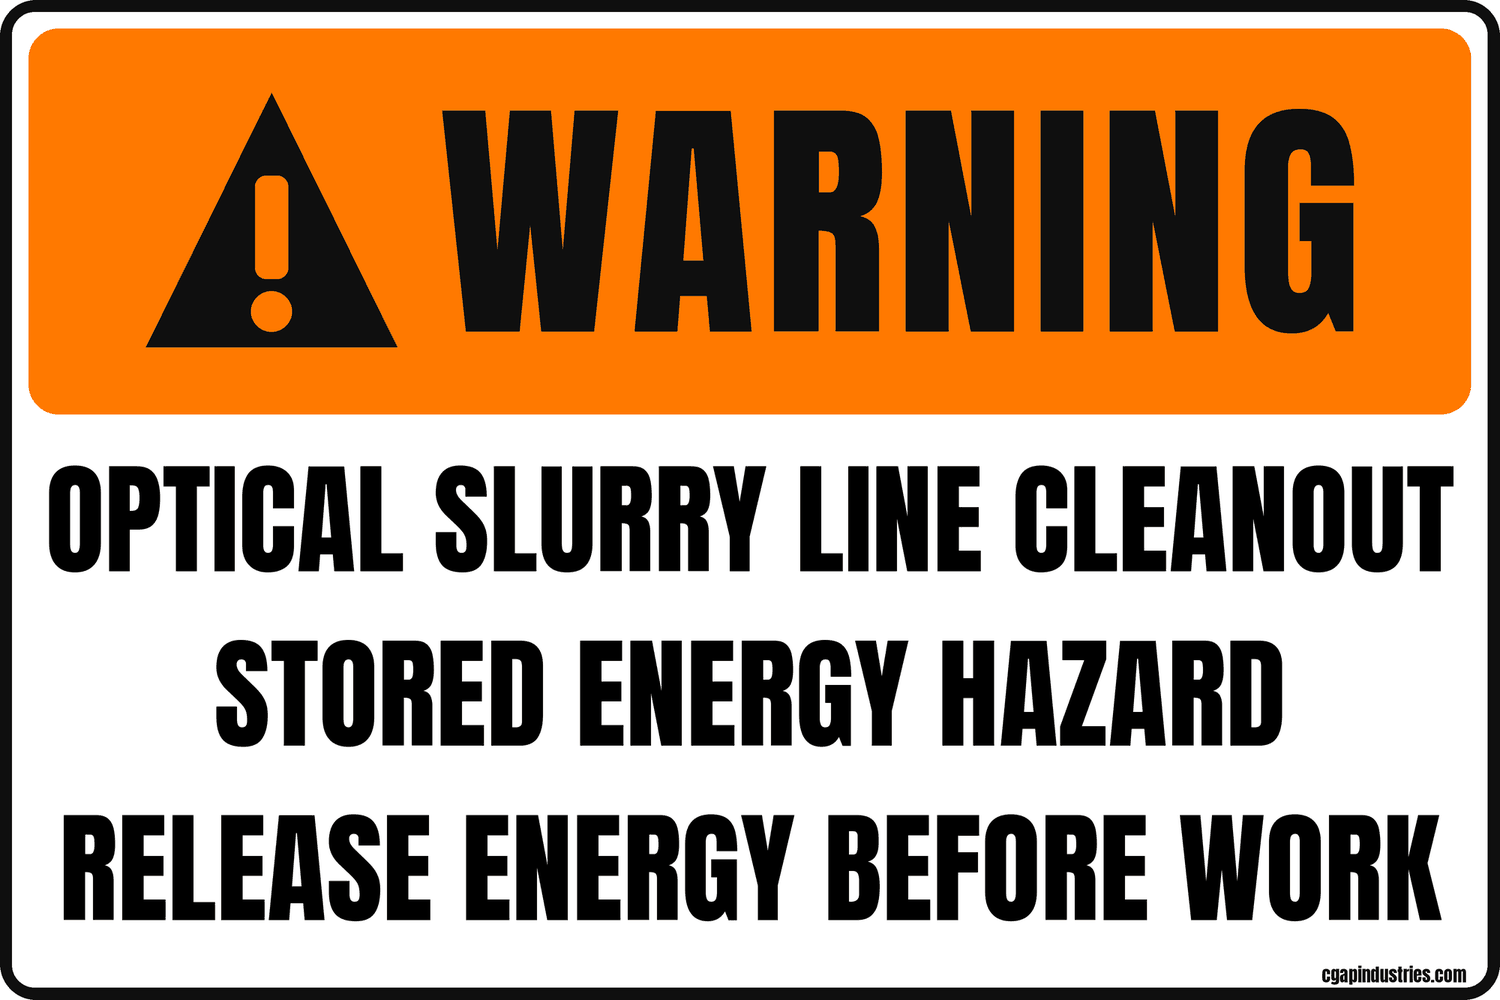 WARNING
OPTICAL SLURRY LINE CLEANOUT
STORED ENERGY HAZARD
RELEASE ENERGY BEFORE WORK
cgapindustries.com